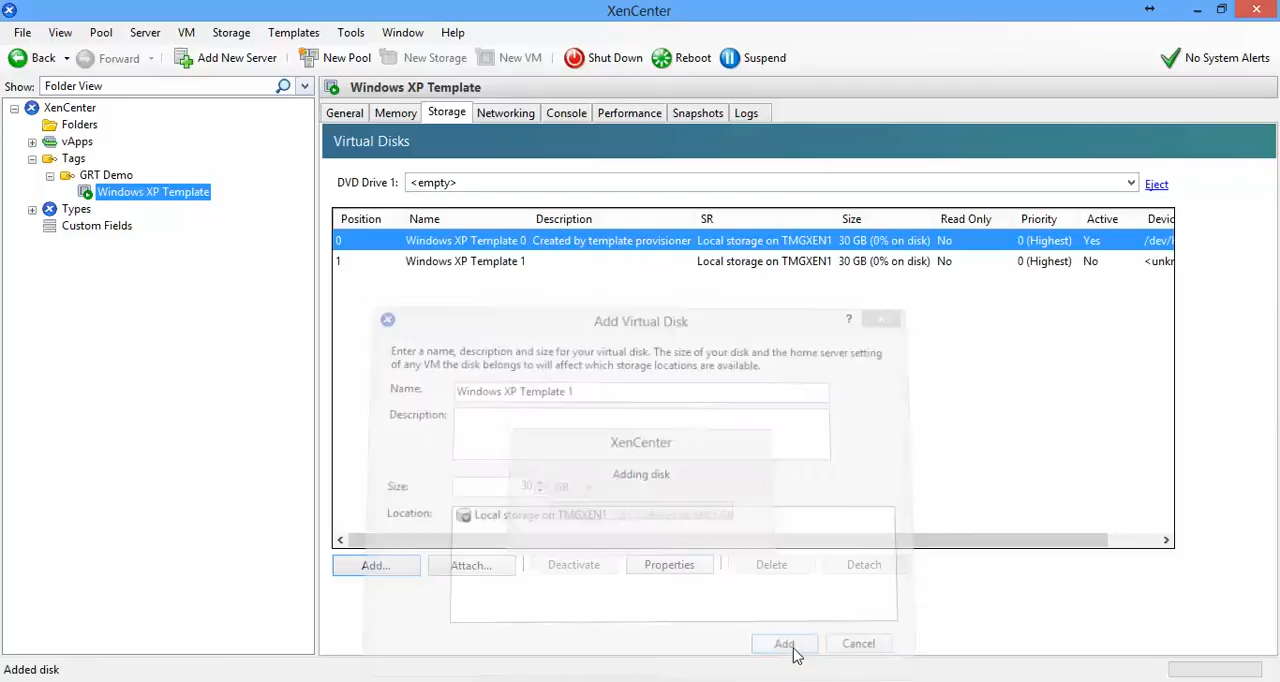 XenCenter
File View Pool Server VM Storage Templates Tools Window Help
Back Forward Add New Server New Pool New Storage New VM Shut Down Reboot Suspend No System Alerts
Show: Folder View
Windows XP Template
XenCenter
Folders
vApps
Tags
GRT Demo
Windows XP Template
Types
Custom Fields
General Memory Storage Networking Console Performance Snapshots Logs
Virtual Disks
DVD Drive 1: <empty> Eject
Position Name Description SR Size Read Only Priority Active Devic
0 Windows XP Template 0 Created by template provisioner Local storage on TMGXEN1 30 GB (0% on disk) No 0 (Highest) Yes /dev/
1 Windows XP Template 1 Local storage on TMGXEN1 30 GB (0% on disk) No 0 (Highest) No <unkr
Add Virtual Disk ?
Enter a name, description and size for your virtual disk. The size of your disk and the home server setting
of any VM the disk belongs to will affect which storage locations are available.
Name: Windows XP Template 1
Description:
XenCenter
Adding disk
Size: 30 GB
Location: Local storage on TMGXEN1
Add... Attach... Deactivate Properties Delete Detach
Add Cancel
Added disk